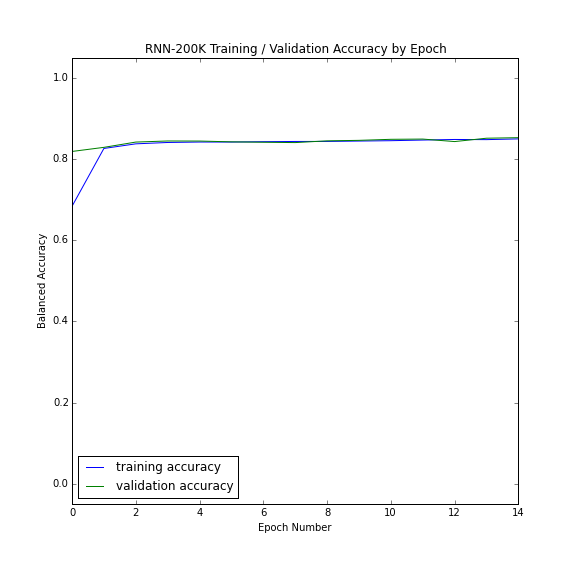 RNN-200K Training / Validation Accuracy by Epoch
1.0
0.8
0.6
0.4
0.2
0.0
Balanced Accuracy
training accuracy
validation accuracy
0 2 4 6 8 10 12 14
Epoch Number